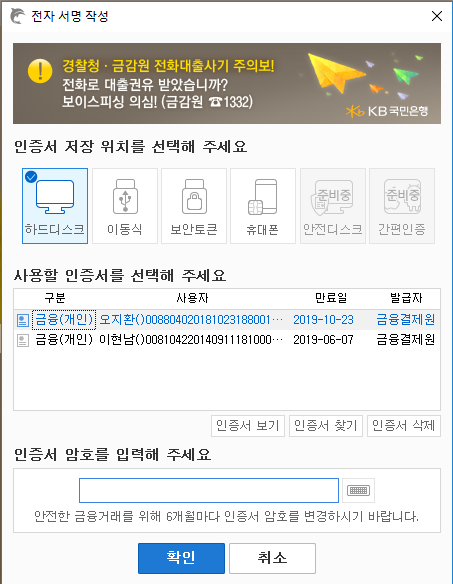 전자 서명 작성
경찰청 · 금감원 전화대출사기 주의보!
전화로 대출권유 받았습니까?
보이스피싱 의심! (금감원 ☎1332)
KB국민은행
인증서 저장 위치를 선택해 주세요
하드디스크 이동식 보안토큰 휴대폰 준비중 안전디스크 준비중 간편인증
사용할 인증서를 선택해 주세요
구분 사용자 만료일 발급자
금융(개인) 오지환()008804020181023188001··· 2019-10-23 금융결제원
금융(개인) 이현남()008104220140911181000··· 2019-06-07 금융결제원
인증서 보기 인증서 찾기 인증서 삭제
인증서 암호를 입력해 주세요
안전한 금융거래를 위해 6개월마다 인증서 암호를 변경하시기 바랍니다.
확인 취소